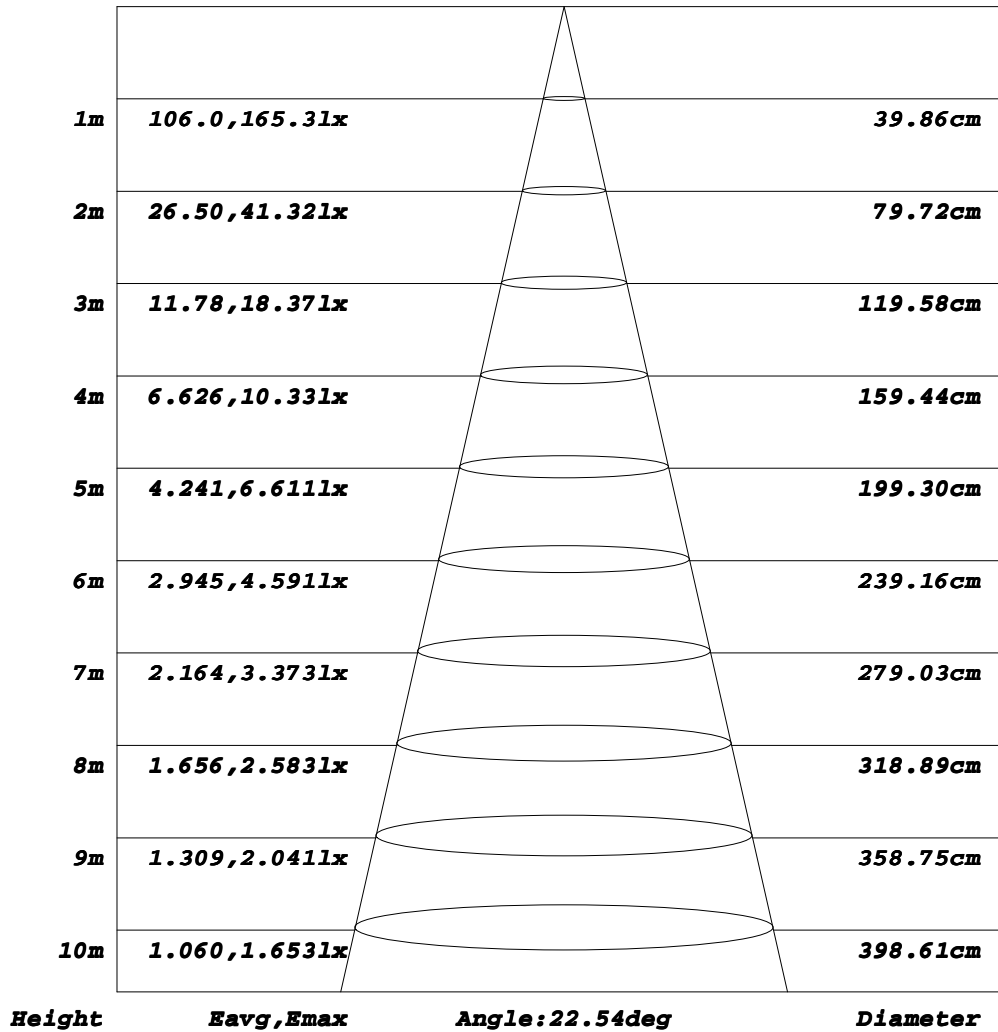 1m 106.0,165.3lx 39.86cm
2m 26.50,41.32lx 79.72cm
3m 11.78,18.37lx 119.58cm
4m 6.626,10.33lx 159.44cm
5m 4.241,6.611lx 199.30cm
6m 2.945,4.591lx 239.16cm
7m 2.164,3.373lx 279.03cm
8m 1.656,2.583lx 318.89cm
9m 1.309,2.041lx 358.75cm
10m 1.060,1.653lx 398.61cm
Height Eavg,Emax Angle:22.54deg Diameter